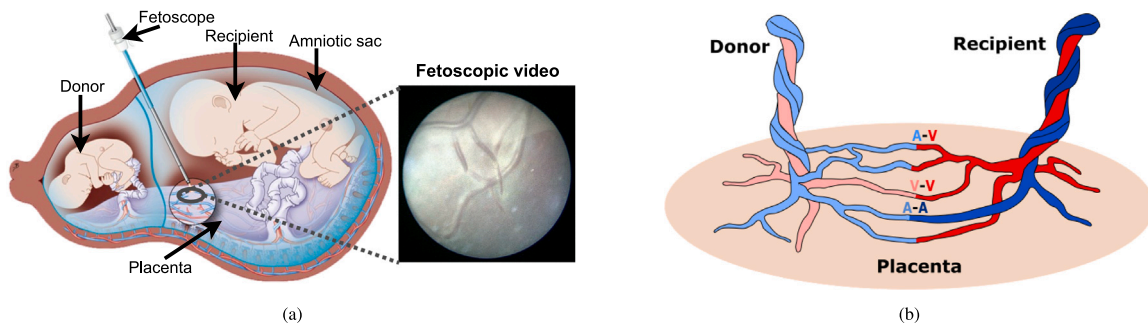 Fetoscope
Recipient
Amniotic sac
Donor
Fetoscopic video
Placenta
(a)
Donor
Recipient
A-V
V-V
A-A
Placenta
(b)